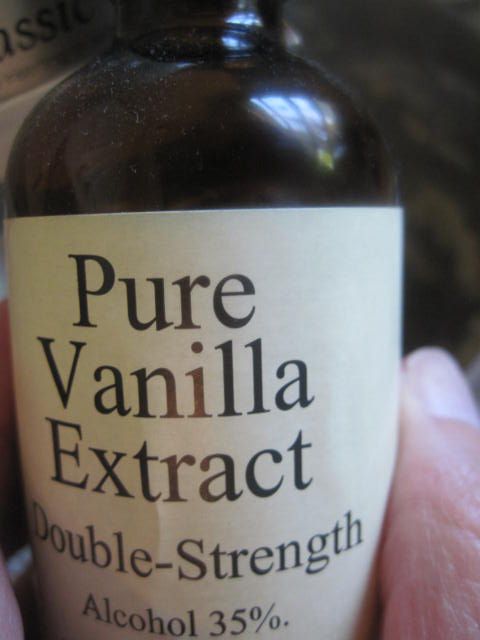 Pure
Vanilla
Extract
Double-Strength
Alcohol 35%.